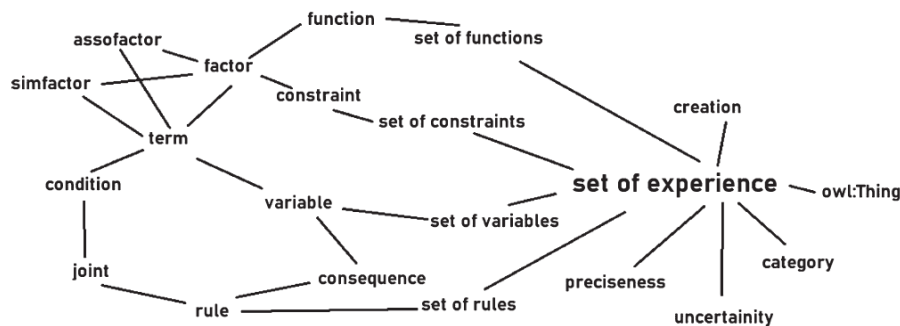 function
assofactor
set of functions
factor
simfactor
constraint
creation
set of constraints
term
condition
set of experience
owl:Thing
variable
set of variables
category
joint
consequence
preciseness
set of rules
rule
uncertainity